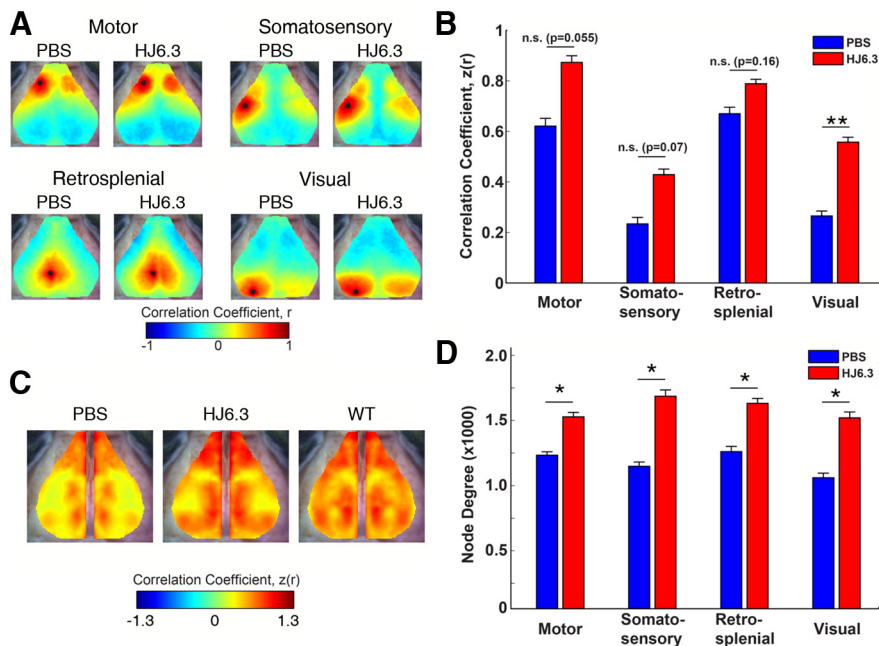 A
Motor
Somatosensory
PBS
HJ6.3
PBS
HJ6.3
Retrosplenial
Visual
PBS
HJ6.3
PBS
HJ6.3
Correlation Coefficient, r
-1
0
1
B
Correlation Coefficient, z(r)
1
0.8
0.6
0.4
0.2
0
n.s. (p=0.055)
n.s. (p=0.07)
n.s. (p=0.16)
**
PBS
HJ6.3
Motor
Somato-
sensory
Retro-
splenial
Visual
C
PBS
HJ6.3
WT
Correlation Coefficient, z(r)
-1.3
0
1.3
D
Node Degree (x1000)
2.0
1.5
1.0
1.0
0
*
*
*
*
PBS
HJ6.3
Motor
Somato-
sensory
Retro-
splenial
Visual